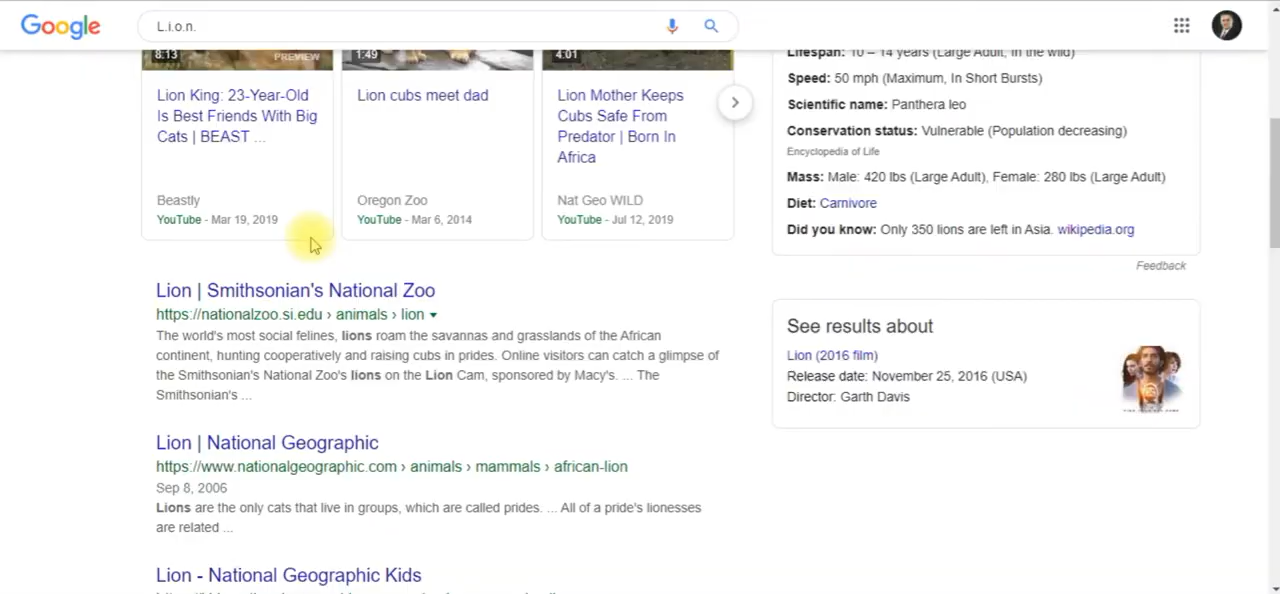 Google
L.i.o.n.
8:13
PREVIEW
1:49
4:01
Lion King: 23-Year-Old
Is Best Friends With Big
Cats | BEAST ...
Beastly
YouTube - Mar 19, 2019
Lion cubs meet dad
Oregon Zoo
YouTube - Mar 6, 2014
Lion Mother Keeps
Cubs Safe From
Predator | Born In
Africa
Nat Geo WILD
YouTube - Jul 12, 2019
Lion | Smithsonian's National Zoo
https://nationalzoo.si.edu › animals › lion
The world's most social felines, lions roam the savannas and grasslands of the African
continent, hunting cooperatively and raising cubs in prides. Online visitors can catch a glimpse of
the Smithsonian's National Zoo's lions on the Lion Cam, sponsored by Macy's. ... The
Smithsonian's ...
Lion | National Geographic
https://www.nationalgeographic.com › animals › mammals › african-lion
Sep 8, 2006
Lions are the only cats that live in groups, which are called prides. ... All of a pride's lionesses
are related ...
Lion - National Geographic Kids
Lifespan: 10 – 14 years (Large Adult, In the wild)
Speed: 50 mph (Maximum, In Short Bursts)
Scientific name: Panthera leo
Conservation status: Vulnerable (Population decreasing)
Encyclopedia of Life
Mass: Male: 420 lbs (Large Adult), Female: 280 lbs (Large Adult)
Diet: Carnivore
Did you know: Only 350 lions are left in Asia. wikipedia.org
Feedback
See results about
Lion (2016 film)
Release date: November 25, 2016 (USA)
Director: Garth Davis